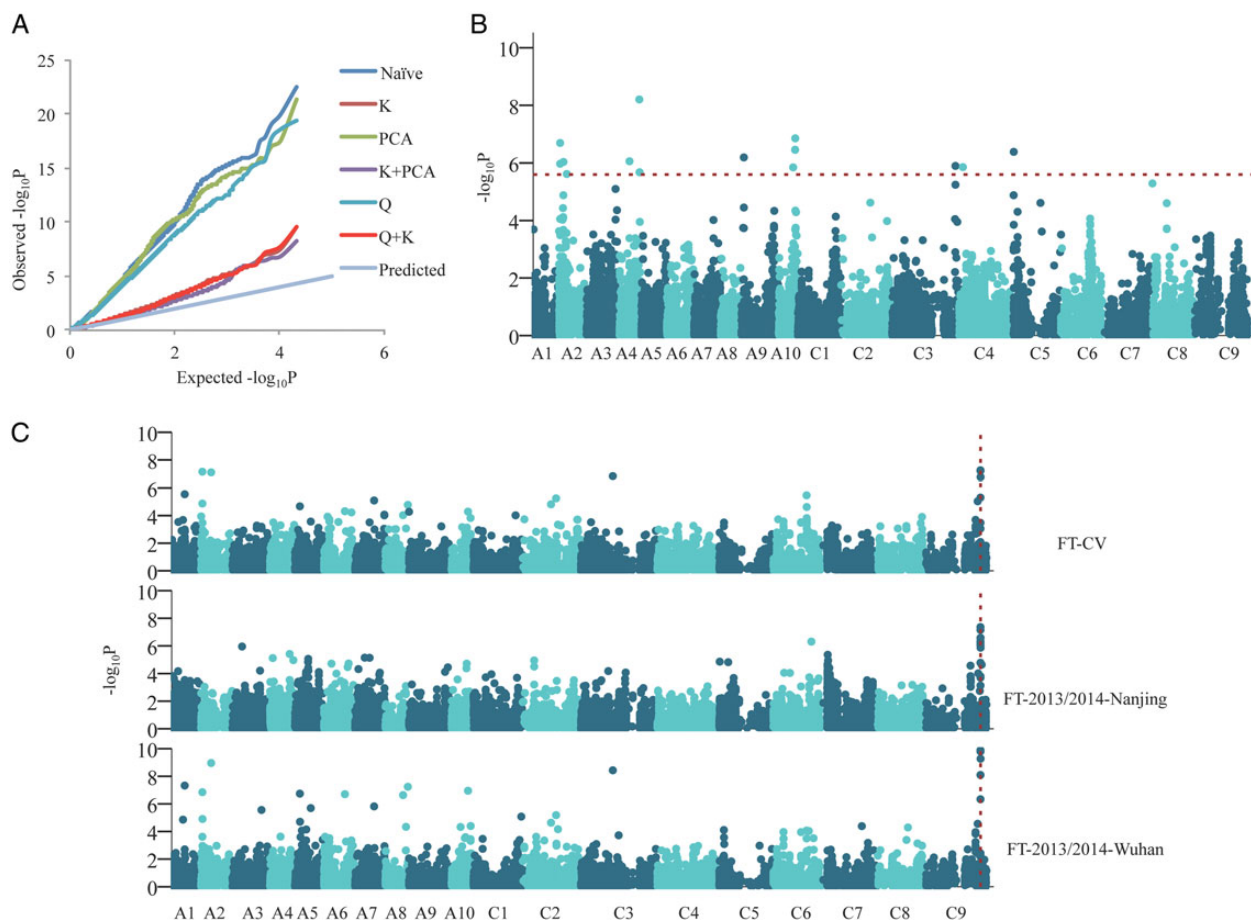 A
25
20
15
10
5
0
0 2 4 6
Observed -log10P
Expected -log10P
Naïve
K
PCA
K+PCA
Q
Q+K
Predicted
B
10
8
6
4
2
0
-log10P
A1 A2 A3 A4 A5 A6 A7 A8 A9 A10 C1 C2 C3 C4 C5 C6 C7 C8 C9
C
10
8
6
4
2
0
FT-CV
10
8
6
4
2
0
-log10P
FT-2013/2014-Nanjing
10
8
6
4
2
0
FT-2013/2014-Wuhan
A1 A2 A3 A4 A5 A6 A7 A8 A9 A10 C1 C2 C3 C4 C5 C6 C7 C8 C9